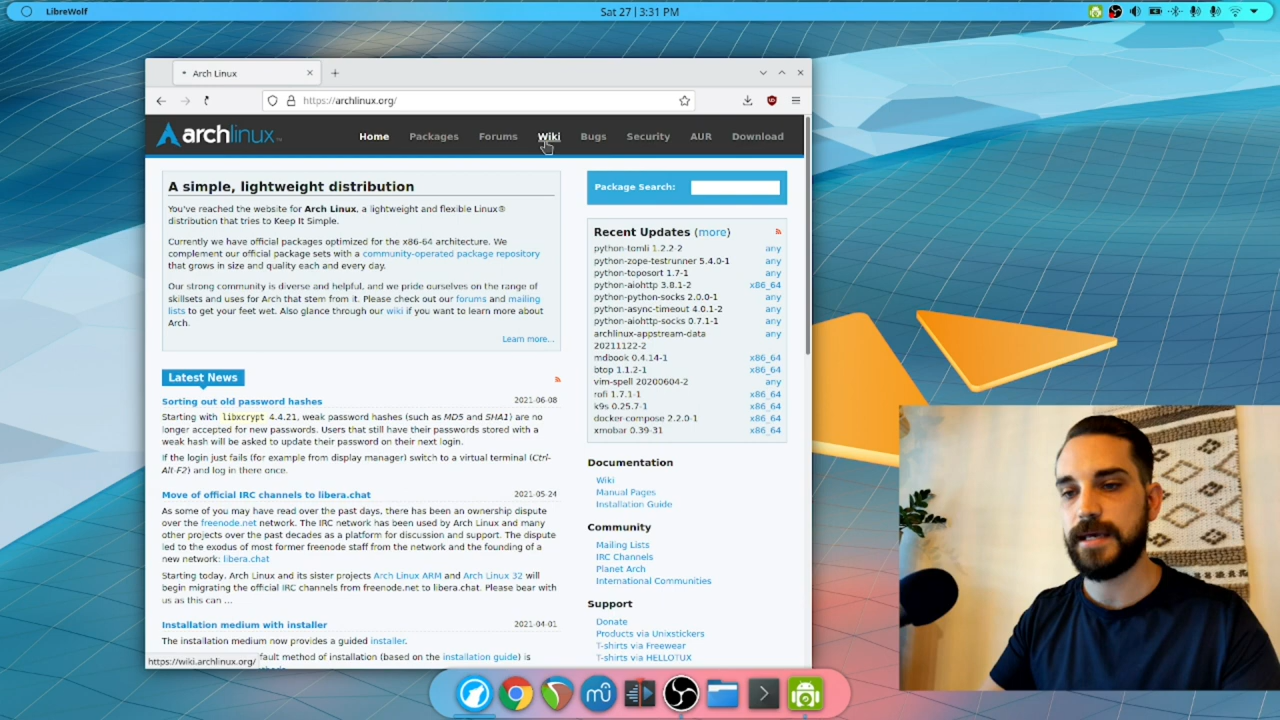 LibreWolf
Sat 27 | 3:31 PM
Arch Linux
https://archlinux.org/
archlinux
Home Packages Forums Wiki Bugs Security AUR Download
A simple, lightweight distribution
You've reached the website for Arch Linux, a lightweight and flexible Linux®
distribution that tries to Keep It Simple.
Currently we have official packages optimized for the x86-64 architecture. We
complement our official package sets with a community-operated package repository
that grows in size and quality each and every day.
Our strong community is diverse and helpful, and we pride ourselves on the range of
skillsets and uses for Arch that stem from it. Please check out our forums and mailing
lists to get your feet wet. Also glance through our wiki if you want to learn more about
Arch.
Learn more...
Latest News
Sorting out old password hashes 2021-06-08
Starting with libxcrypt 4.4.21, weak password hashes (such as MD5 and SHA1) are no
longer accepted for new passwords. Users that still have their passwords stored with a
weak hash will be asked to update their password on their next login.
If the login just fails (for example from display manager) switch to a virtual terminal (Ctrl-
Alt-F2) and log in there once.
Move of official IRC channels to libera.chat 2021-05-24
As some of you may have read over the past days, there has been an ownership dispute
over the freenode.net network. The IRC network has been used by Arch Linux and many
other projects over the past decades as a platform for discussion and support. The dispute
led to the exodus of most former freenode staff from the network and the founding of a
new network: libera.chat
Starting today, Arch Linux and its sister projects Arch Linux ARM and Arch Linux 32 will
begin migrating the official IRC channels from freenode.net to libera.chat. Please bear with
us as this can ...
Installation medium with installer 2021-04-01
The installation medium now provides a guided installer.
fault method of installation (based on the installation guide) is
https://wiki.archlinux.org/
Package Search:
Recent Updates (more)
python-tomli 1.2.2-2 any
python-zope-testrunner 5.4.0-1 any
python-toposort 1.7-1 any
python-aiohttp 3.8.1-2 x86_64
python-python-socks 2.0.0-1 any
python-async-timeout 4.0.1-2 any
python-aiohttp-socks 0.7.1-1 any
archlinux-appstream-data any
20211122-2
mdbook 0.4.14-1 x86_64
btop 1.1.2-1 x86_64
vim-spell 20200604-2 any
rofi 1.7.1-1 x86_64
k9s 0.25.7-1 x86_64
docker-compose 2.2.0-1 x86_64
xmobar 0.39-31 x86_64
Documentation
Wiki
Manual Pages
Installation Guide
Community
Mailing Lists
IRC Channels
Planet Arch
International Communities
Support
Donate
Products via Unixstickers
T-shirts via Freewear
T-shirts via HELLOTUX